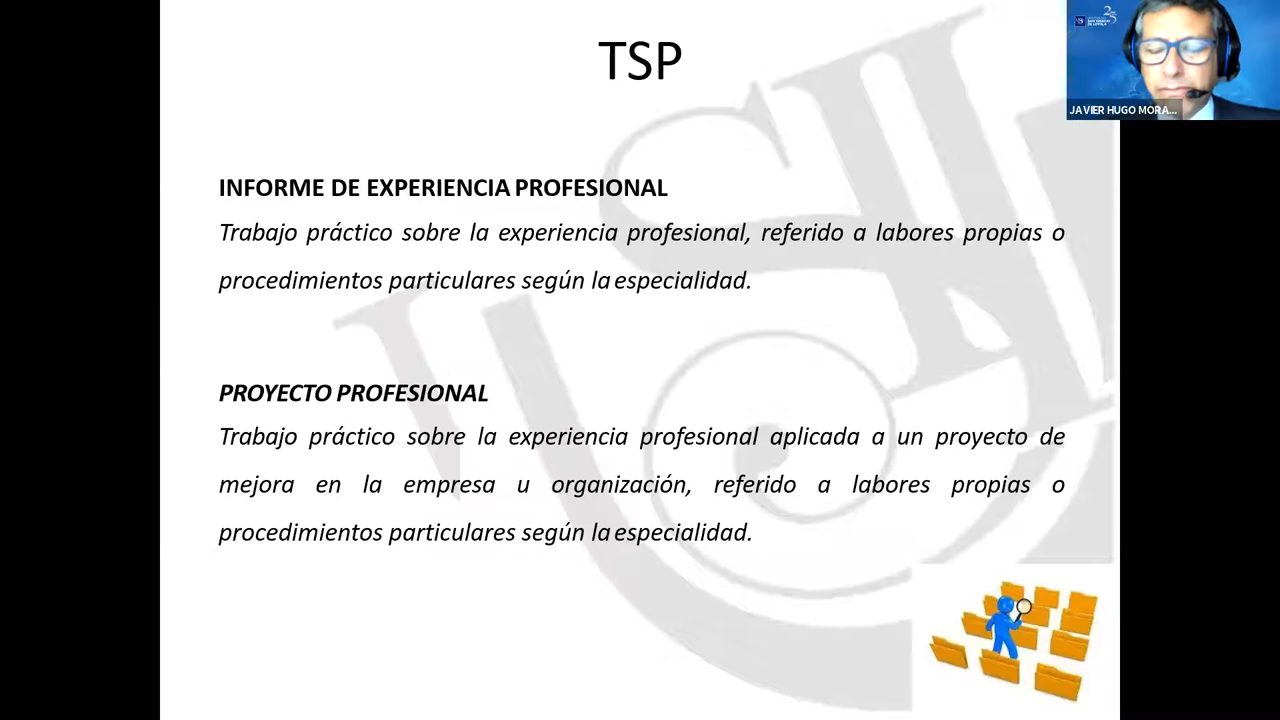 TSP
JAVIER HUGO MORA...
INFORME DE EXPERIENCIA PROFESIONAL
Trabajo práctico sobre la experiencia profesional, referido a labores propias o
procedimientos particulares según la especialidad.
PROYECTO PROFESIONAL
Trabajo práctico sobre la experiencia profesional aplicada a un proyecto de
mejora en la empresa u organización, referido a labores propias o
procedimientos particulares según la especialidad.